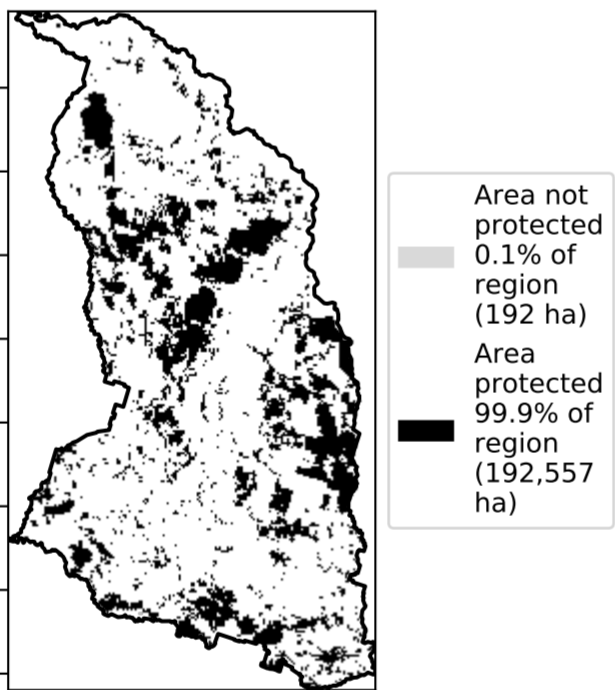 Area not
protected
0.1% of
region
(192 ha)
Area
protected
99.9% of
region
(192,557
ha)